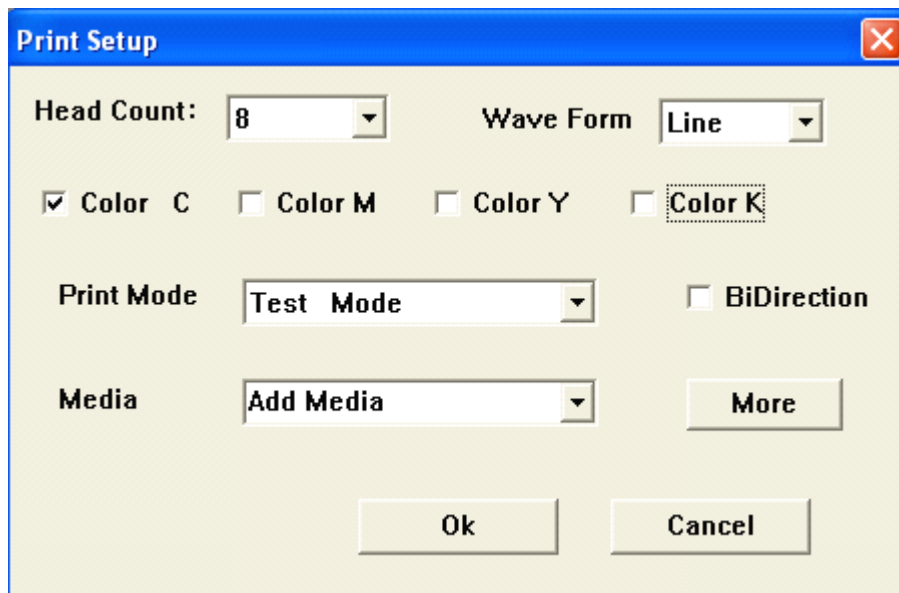 Print Setup
Head Count: 8 Wave Form Line
Color C Color M Color Y Color K
Print Mode Test Mode BiDirection
Media Add Media More
Ok Cancel